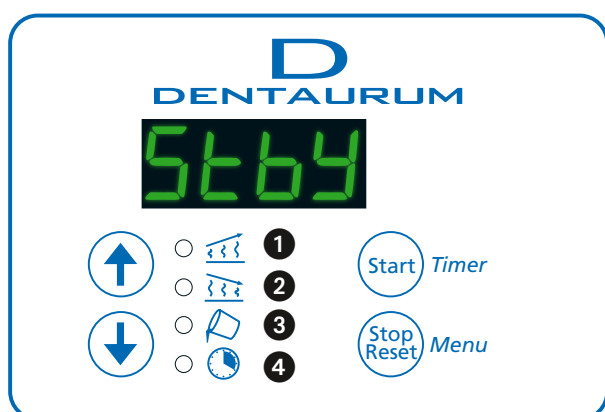 D
DENTAURUM
Stby
1
2
3
4
Start Timer
Stop
Reset Menu